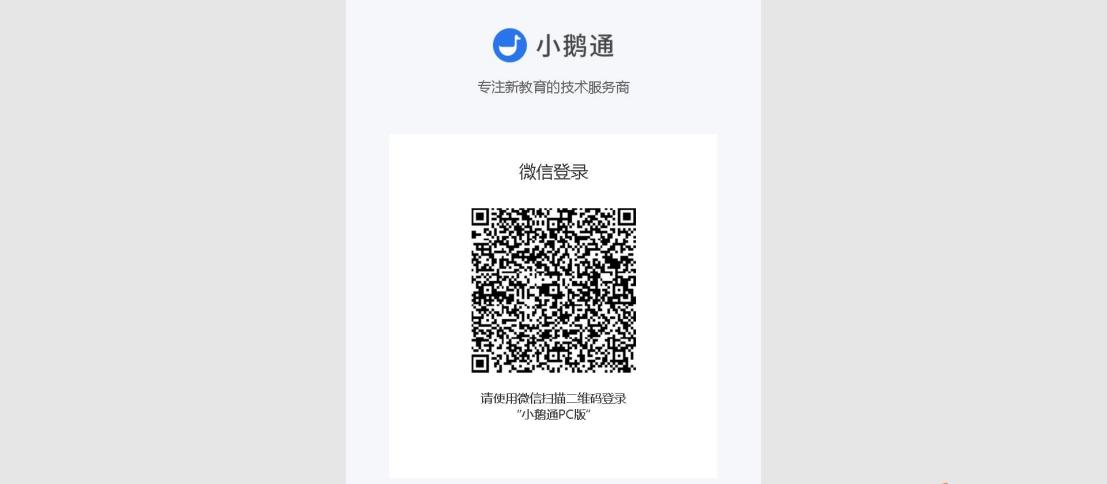 小鹅通
专注新教育的技术服务商
微信登录
请使用微信扫描二维码登录
“小鹅通PC版”